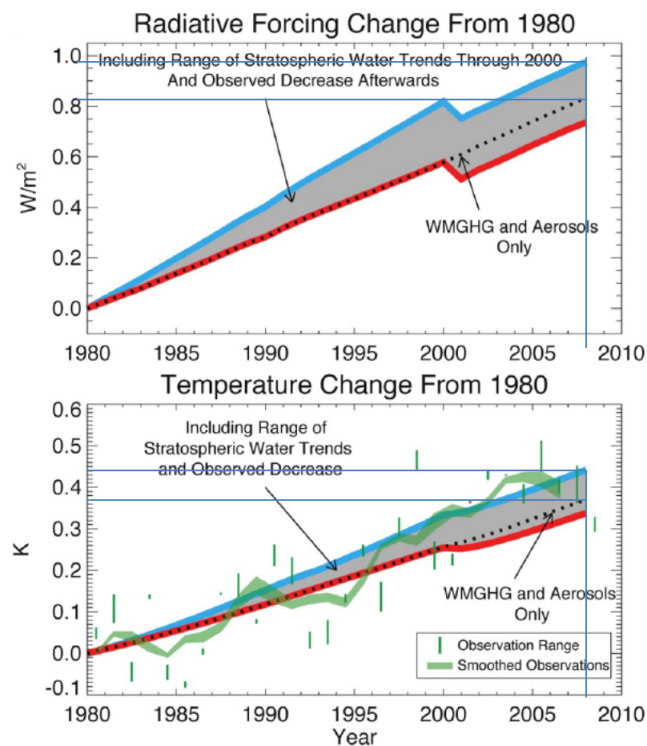 Radiative Forcing Change From 1980
Including Range of Stratospheric Water Trends Through 2000
And Observed Decrease Afterwards
WMGHG and Aerosols
Only
W/m²
1.0
0.8
0.6
0.4
0.2
0.0
1980 1985 1990 1995 2000 2005 2010
Temperature Change From 1980
Including Range of
Stratospheric Water Trends
and Observed Decrease
WMGHG and Aerosols
Only
Observation Range
Smoothed Observations
K
0.6
0.5
0.4
0.3
0.2
0.1
0.0
-0.1
1980 1985 1990 1995 2000 2005 2010
Year